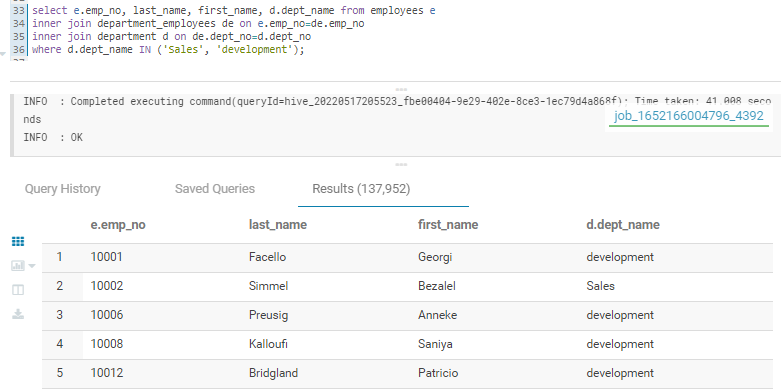 33 select e.emp_no, last_name, first_name, d.dept_name from employees e
34 inner join department_employees de on e.emp_no=de.emp_no
35 inner join department d on de.dept_no=d.dept_no
36 where d.dept_name IN ('Sales', 'development');
INFO : Completed executing command(queryId=hive_20220517205523_fbe00404-9e29-402e-8ce3-1ec79d4a868f); Time taken: 41.008 seco
nds
job_1652166004796_4392
INFO : OK
Query History Saved Queries Results (137,952)
e.emp_no last_name first_name d.dept_name
1 10001 Facello Georgi development
2 10002 Simmel Bezalel Sales
3 10006 Preusig Anneke development
4 10008 Kalloufi Saniya development
5 10012 Bridgland Patricio development